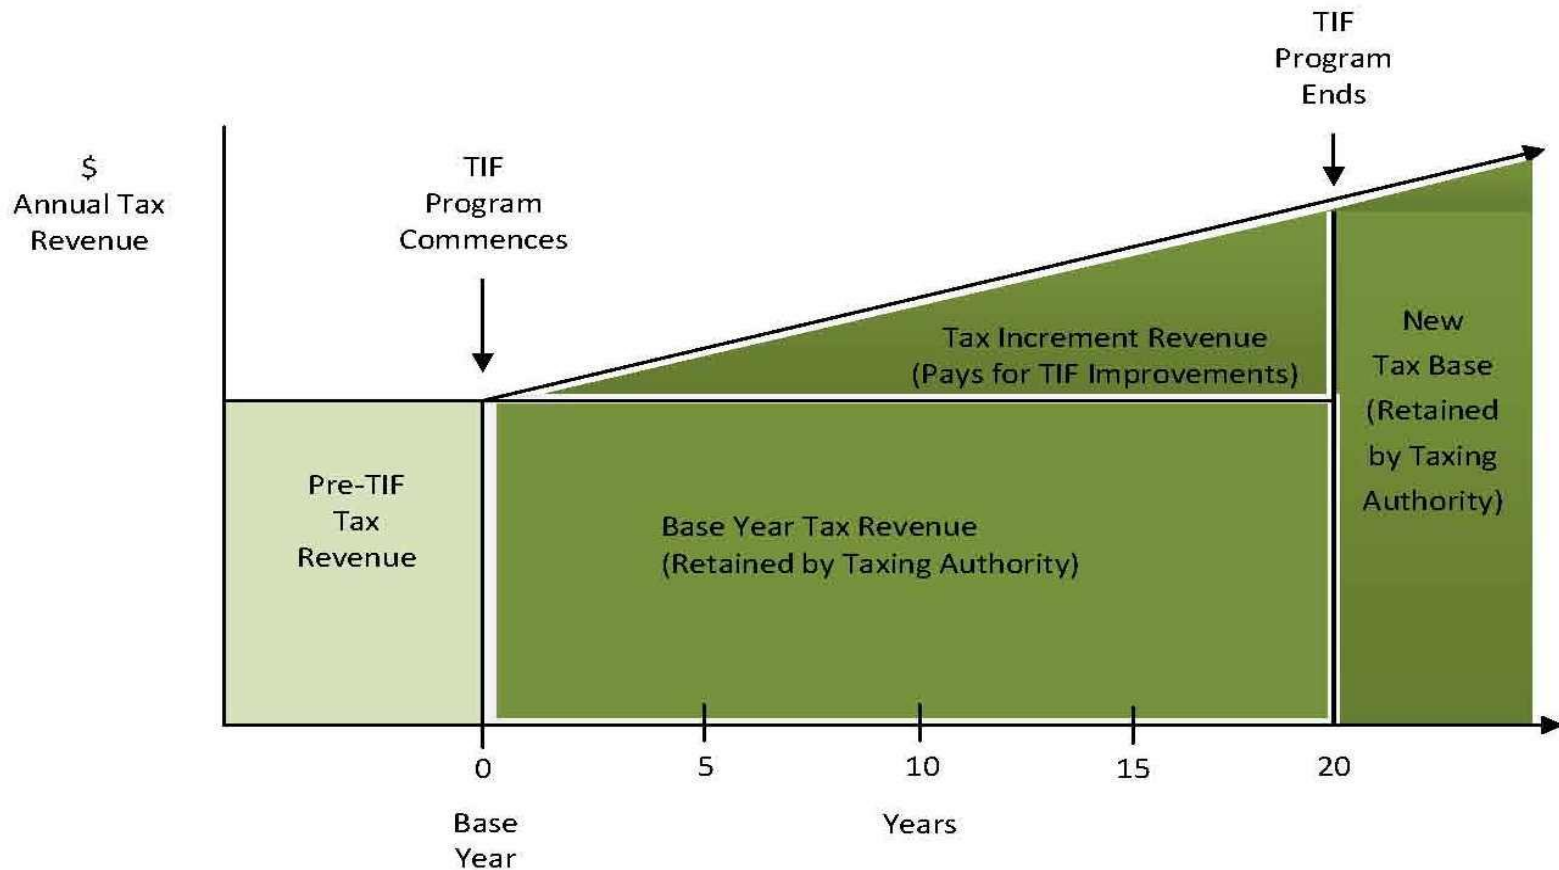 TIF
Program
Ends
$
Annual Tax
Revenue
TIF
Program
Commences
Tax Increment Revenue
(Pays for TIF Improvements)
New
Tax Base
(Retained
by Taxing
Authority)
Pre-TIF
Tax
Revenue
Base Year Tax Revenue
(Retained by Taxing Authority)
0
5
10
15
20
Base
Year
Years